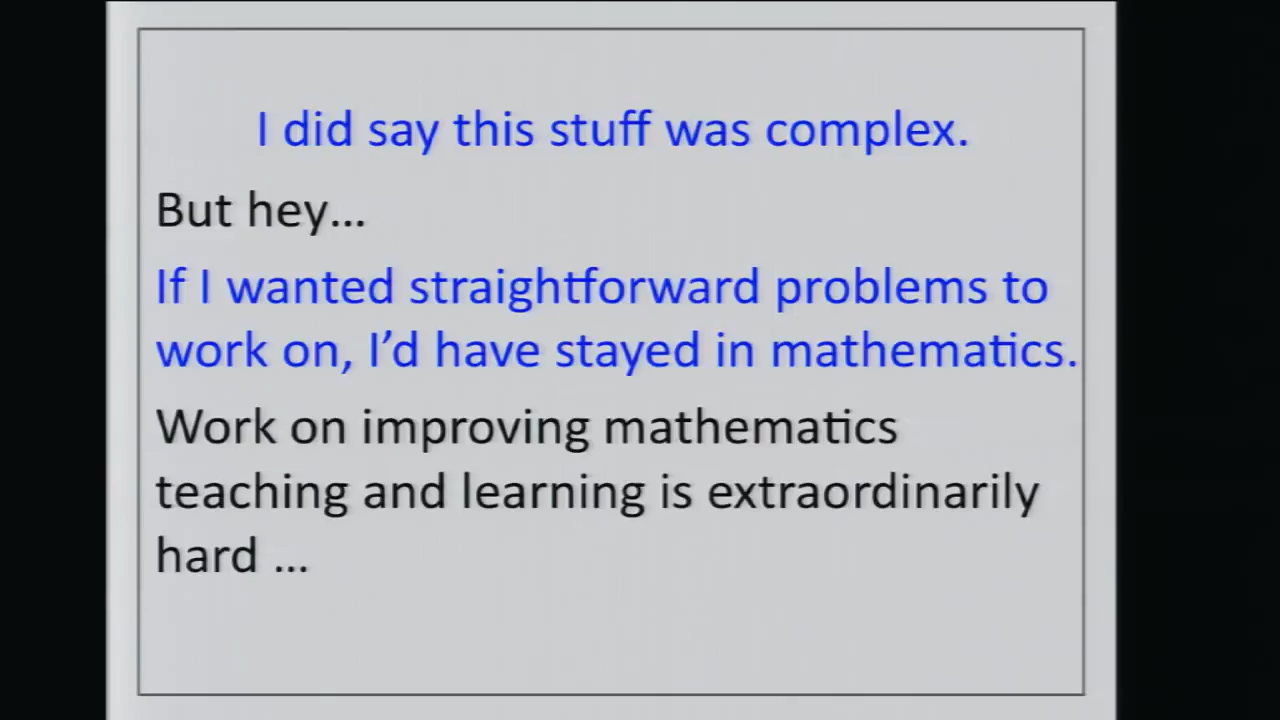 I did say this stuff was complex.
But hey...
If I wanted straightforward problems to
work on, I’d have stayed in mathematics.
Work on improving mathematics
teaching and learning is extraordinarily
hard ...